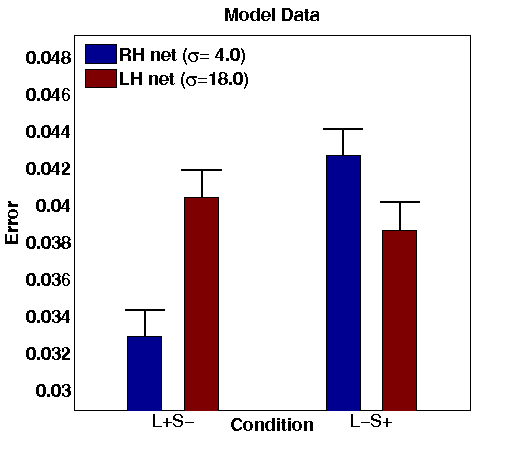 Model Data
RH net (σ= 4.0)
LH net (σ=18.0)
0.048
0.046
0.044
0.042
0.04
0.038
0.036
0.034
0.032
0.03
Error
L+S−
L−S+
Condition